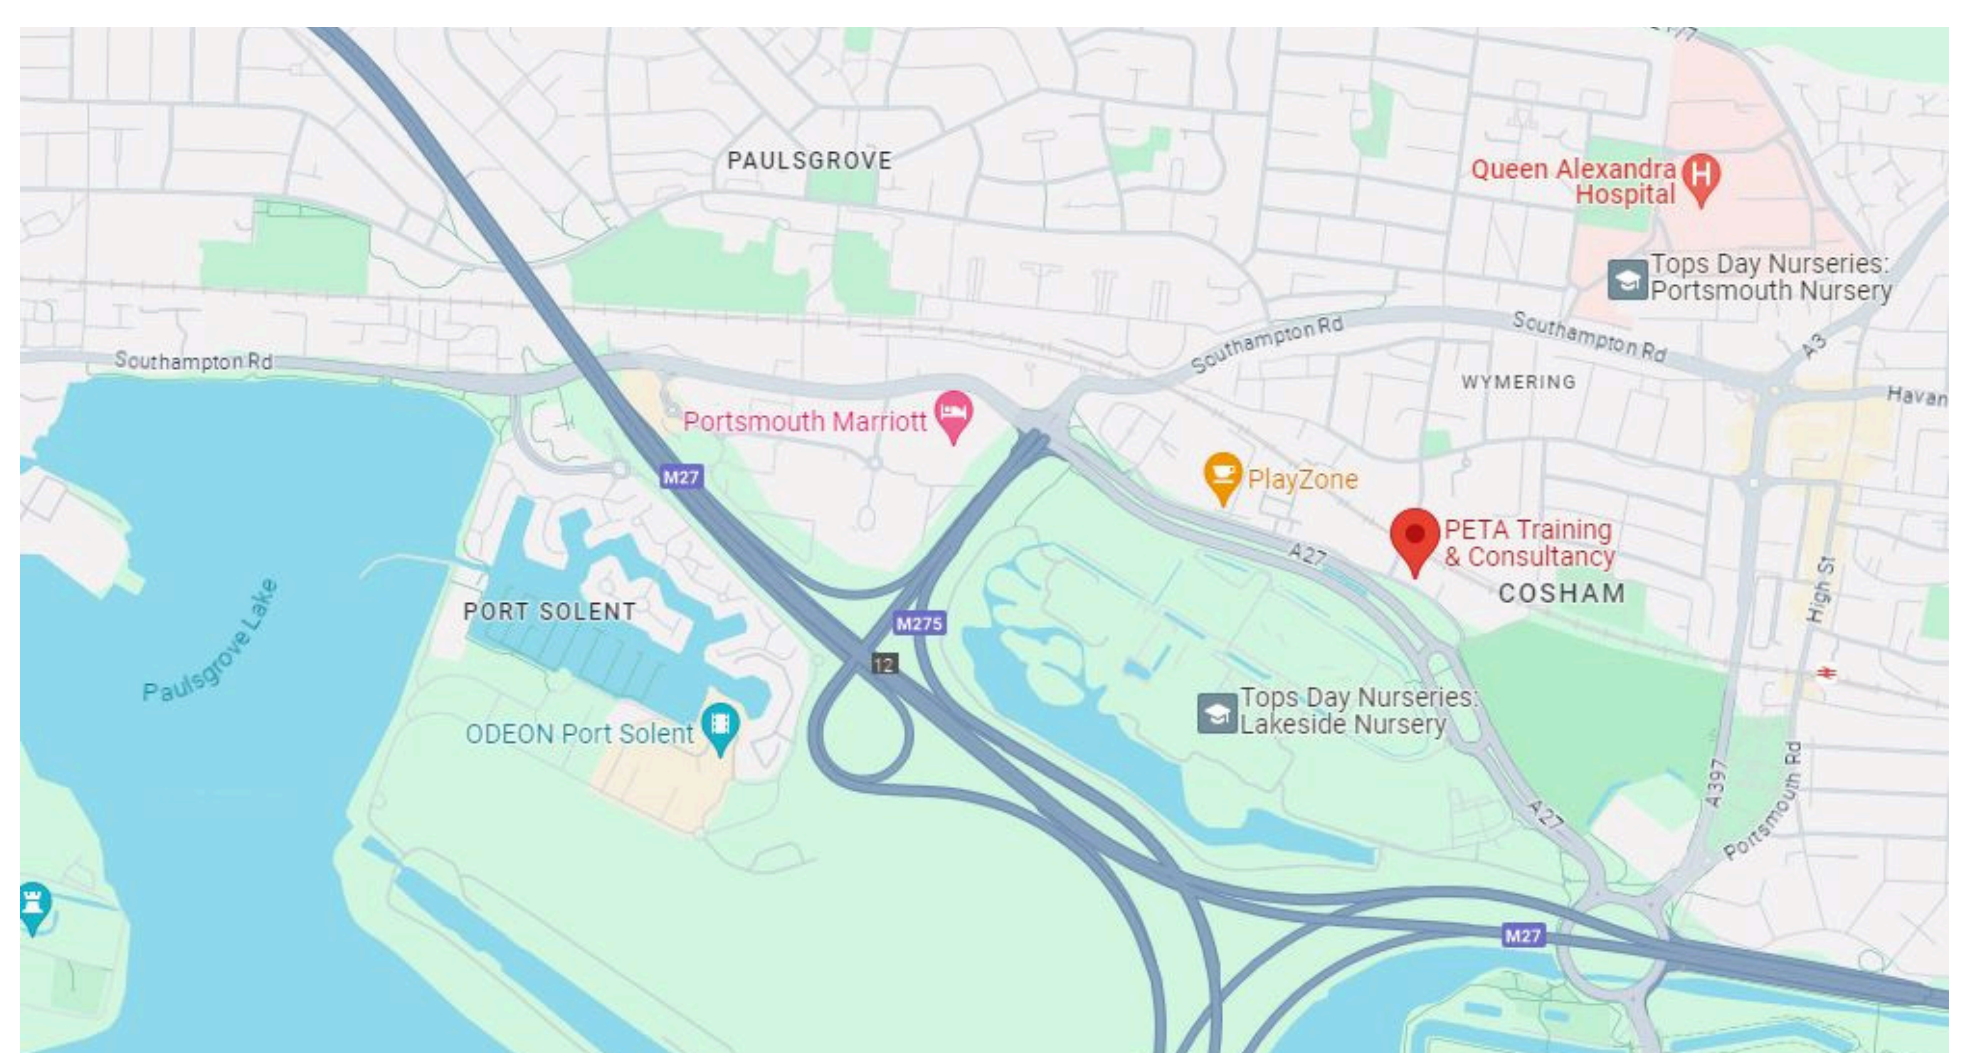 PAULSGROVE
Queen Alexandra
Hospital
Tops Day Nurseries:
Portsmouth Nursery
Southampton Rd
Southampton Rd
A3
Southampton Rd
WYMERING
Havan
Portsmouth Marriott
M27
PlayZone
PETA Training
& Consultancy
A27
COSHAM
High St
Paulsgrove Lake
PORT SOLENT
M275
12
Tops Day Nurseries:
Lakeside Nursery
ODEON Port Solent
A397
Portsmouth Rd
A27
M27